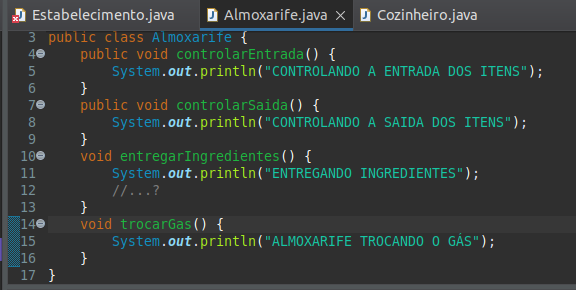 Estabelecimento.java Almoxarife.java Cozinheiro.java
3 public class Almoxarife {
4 public void controlarEntrada() {
5 System.out.println("CONTROLANDO A ENTRADA DOS ITENS");
6 }
7 public void controlarSaida() {
8 System.out.println("CONTROLANDO A SAIDA DOS ITENS");
9 }
10 void entregarIngredientes() {
11 System.out.println("ENTREGANDO INGREDIENTES");
12 //...?
13 }
14 void trocarGas() {
15 System.out.println("ALMOXARIFE TROCANDO O GÁS");
16 }
17 }